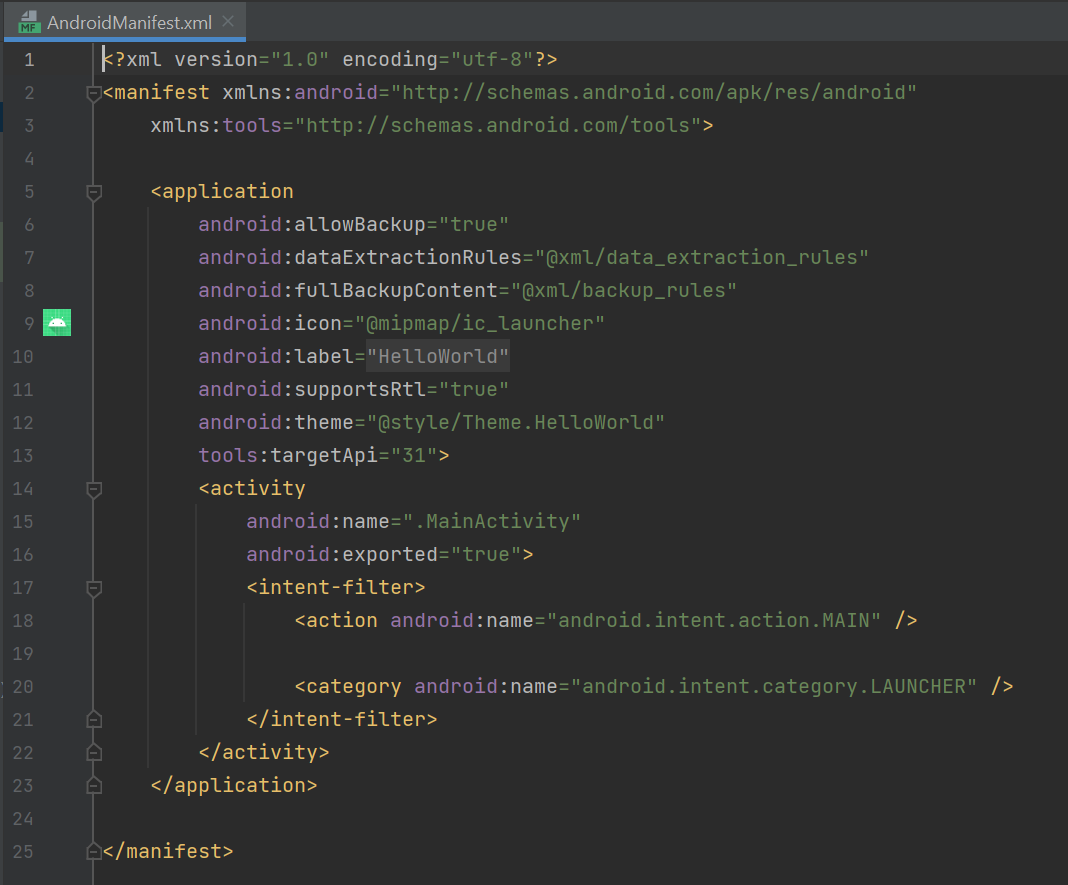 MF AndroidManifest.xml
1 <?xml version="1.0" encoding="utf-8"?>
2 <manifest xmlns:android="http://schemas.android.com/apk/res/android"
3     xmlns:tools="http://schemas.android.com/tools">
4
5     <application
6         android:allowBackup="true"
7         android:dataExtractionRules="@xml/data_extraction_rules"
8         android:fullBackupContent="@xml/backup_rules"
9         android:icon="@mipmap/ic_launcher"
10         android:label="HelloWorld"
11         android:supportsRtl="true"
12         android:theme="@style/Theme.HelloWorld"
13         tools:targetApi="31">
14         <activity
15             android:name=".MainActivity"
16             android:exported="true">
17             <intent-filter>
18                 <action android:name="android.intent.action.MAIN" />
19
20                 <category android:name="android.intent.category.LAUNCHER" />
21             </intent-filter>
22         </activity>
23     </application>
24
25 </manifest>